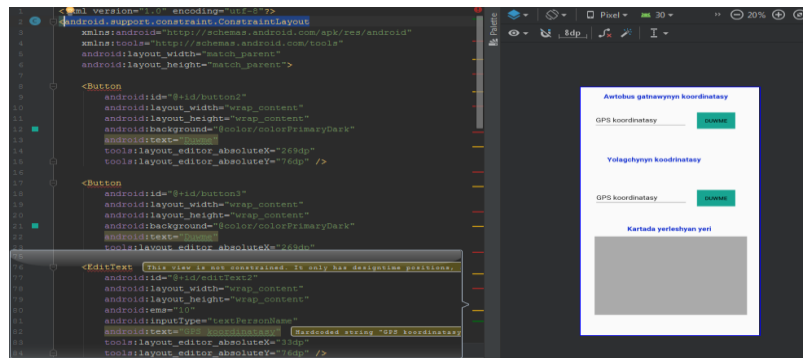 <?xml version="1.0" encoding="utf-8"?>
<android.support.constraint.ConstraintLayout
xmlns:android="http://schemas.android.com/apk/res/android"
xmlns:tools="http://schemas.android.com/tools"
android:layout_width="match_parent"
android:layout_height="match_parent">
<Button
android:id="@+id/button2"
android:layout_width="wrap_content"
android:layout_height="wrap_content"
android:background="@color/colorPrimaryDark"
android:text="Duwme"
tools:layout_editor_absoluteX="269dp"
tools:layout_editor_absoluteY="76dp" />
<Button
android:id="@+id/button3"
android:layout_width="wrap_content"
android:layout_height="wrap_content"
android:background="@color/colorPrimaryDark"
android:text="Duwme"
tools:layout_editor_absoluteX="269dp"
<EditText This view is not constrained. It only has designtime positions,
android:id="@+id/editText2"
android:layout_width="wrap_content"
android:layout_height="wrap_content"
android:ems="10"
android:inputType="textPersonName"
android:text="GPS koordinatasy" Hardcoded string "GPS koordinatasy
tools:layout_editor_absoluteX="33dp"
tools:layout_editor_absoluteY="76dp" />
Palette
Pixel 30 20%
8dp
Awtobus gatnawynyn koordinatasy
GPS koordinatasy DUWME
Yolagchynyn koodrinatasy
GPS koordinatasy DUWME
Kartada yerleshyan yeri